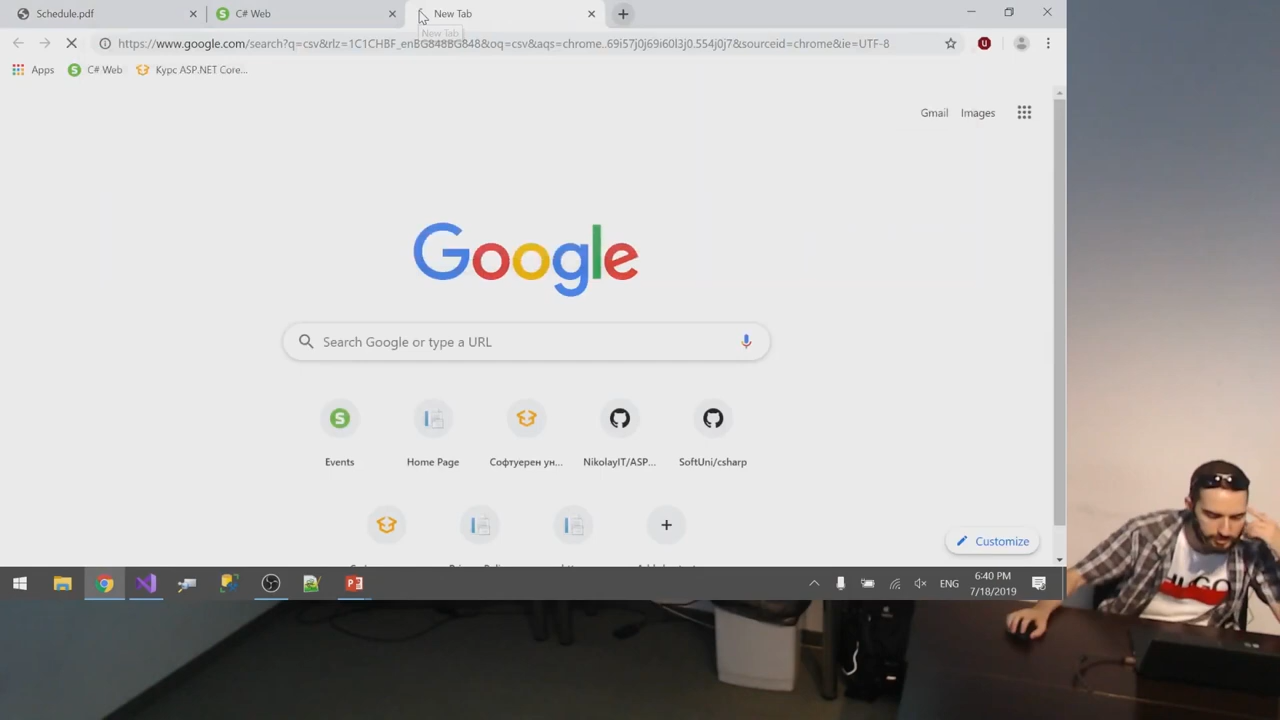 Schedule.pdf
C# Web
New Tab
New Tab
https://www.google.com/search?q=csv&rlz=1C1CHBF_enBG848BG848&oq=csv&aqs=chrome..69i57j0j69i60l3j0.554j0j7&sourceid=chrome&ie=UTF-8
Apps
C# Web
Курс ASP.NET Core...
Gmail
Images
Google
Search Google or type a URL
Events
Home Page
Софтуерен ун...
NikolayIT/ASP...
SoftUni/csharp
Customize
ENG
6:40 PM
7/18/2019